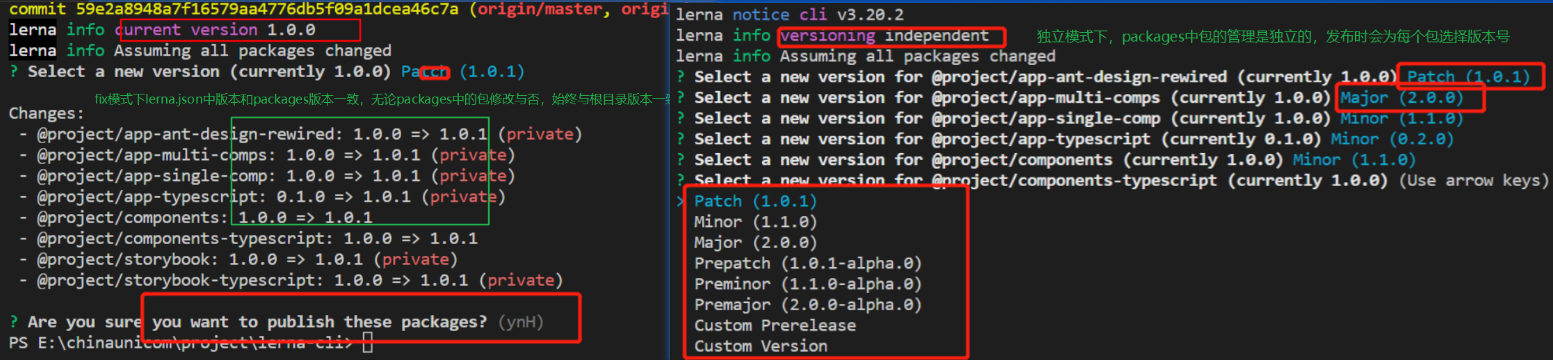 commit 59e2a8948a7f16579aa4776db5f09a1dcea46c7a (origin/master, origi
lerna info current version 1.0.0
lerna info Assuming all packages changed
? Select a new version (currently 1.0.0) Patch (1.0.1)
fix模式下lerna.json中版本和packages版本一致，无论packages中的包修改与否，始终与根目录版本一致
Changes:
- @project/app-ant-design-rewired: 1.0.0 => 1.0.1 (private)
- @project/app-multi-comps: 1.0.0 => 1.0.1 (private)
- @project/app-single-comp: 1.0.0 => 1.0.1 (private)
- @project/app-typescript: 0.1.0 => 1.0.1 (private)
- @project/components: 1.0.0 => 1.0.1
- @project/components-typescript: 1.0.0 => 1.0.1
- @project/storybook: 1.0.0 => 1.0.1 (private)
- @project/storybook-typescript: 1.0.0 => 1.0.1 (private)
? Are you sure you want to publish these packages? (ynH)
PS E:\chinaunicom\project\lerna-cli>
lerna notice cli v3.20.2
lerna info versioning independent
独立模式下，packages中包的管理是独立的，发布时会为每个包选择版本号
lerna info Assuming all packages changed
? Select a new version for @project/app-ant-design-rewired (currently 1.0.0) Patch (1.0.1)
? Select a new version for @project/app-multi-comps (currently 1.0.0) Major (2.0.0)
? Select a new version for @project/app-single-comp (currently 1.0.0) Minor (1.1.0)
? Select a new version for @project/app-typescript (currently 0.1.0) Minor (0.2.0)
? Select a new version for @project/components (currently 1.0.0) Minor (1.1.0)
? Select a new version for @project/components-typescript (currently 1.0.0) (Use arrow keys)
> Patch (1.0.1)
Minor (1.1.0)
Major (2.0.0)
Prepatch (1.0.1-alpha.0)
Preminor (1.1.0-alpha.0)
Premajor (2.0.0-alpha.0)
Custom Prerelease
Custom Version